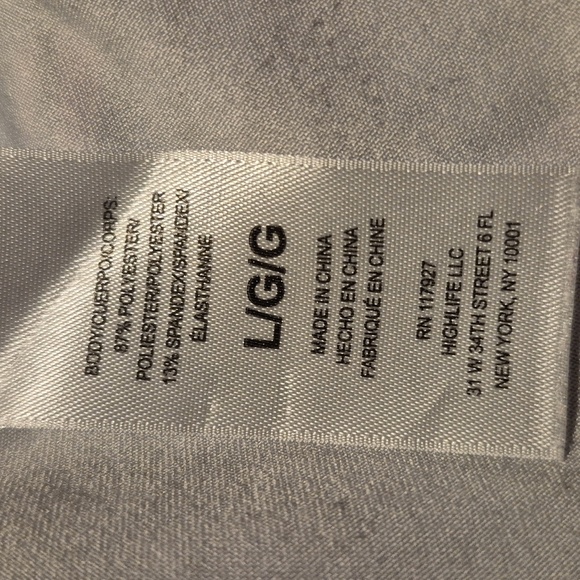 BODY/CUERPO/CORPS:
87% POLYESTER/
POLIESTER/POLYESTER
13% SPANDEX/SPANDEX/
ÉLASTHANNE
L/G/G
MADE IN CHINA
HECHO EN CHINA
FABRIQUÉ EN CHINE
RN 117927
HIGHLIFE LLC
31 W 34TH STREET 6 FL
NEW YORK, NY 10001